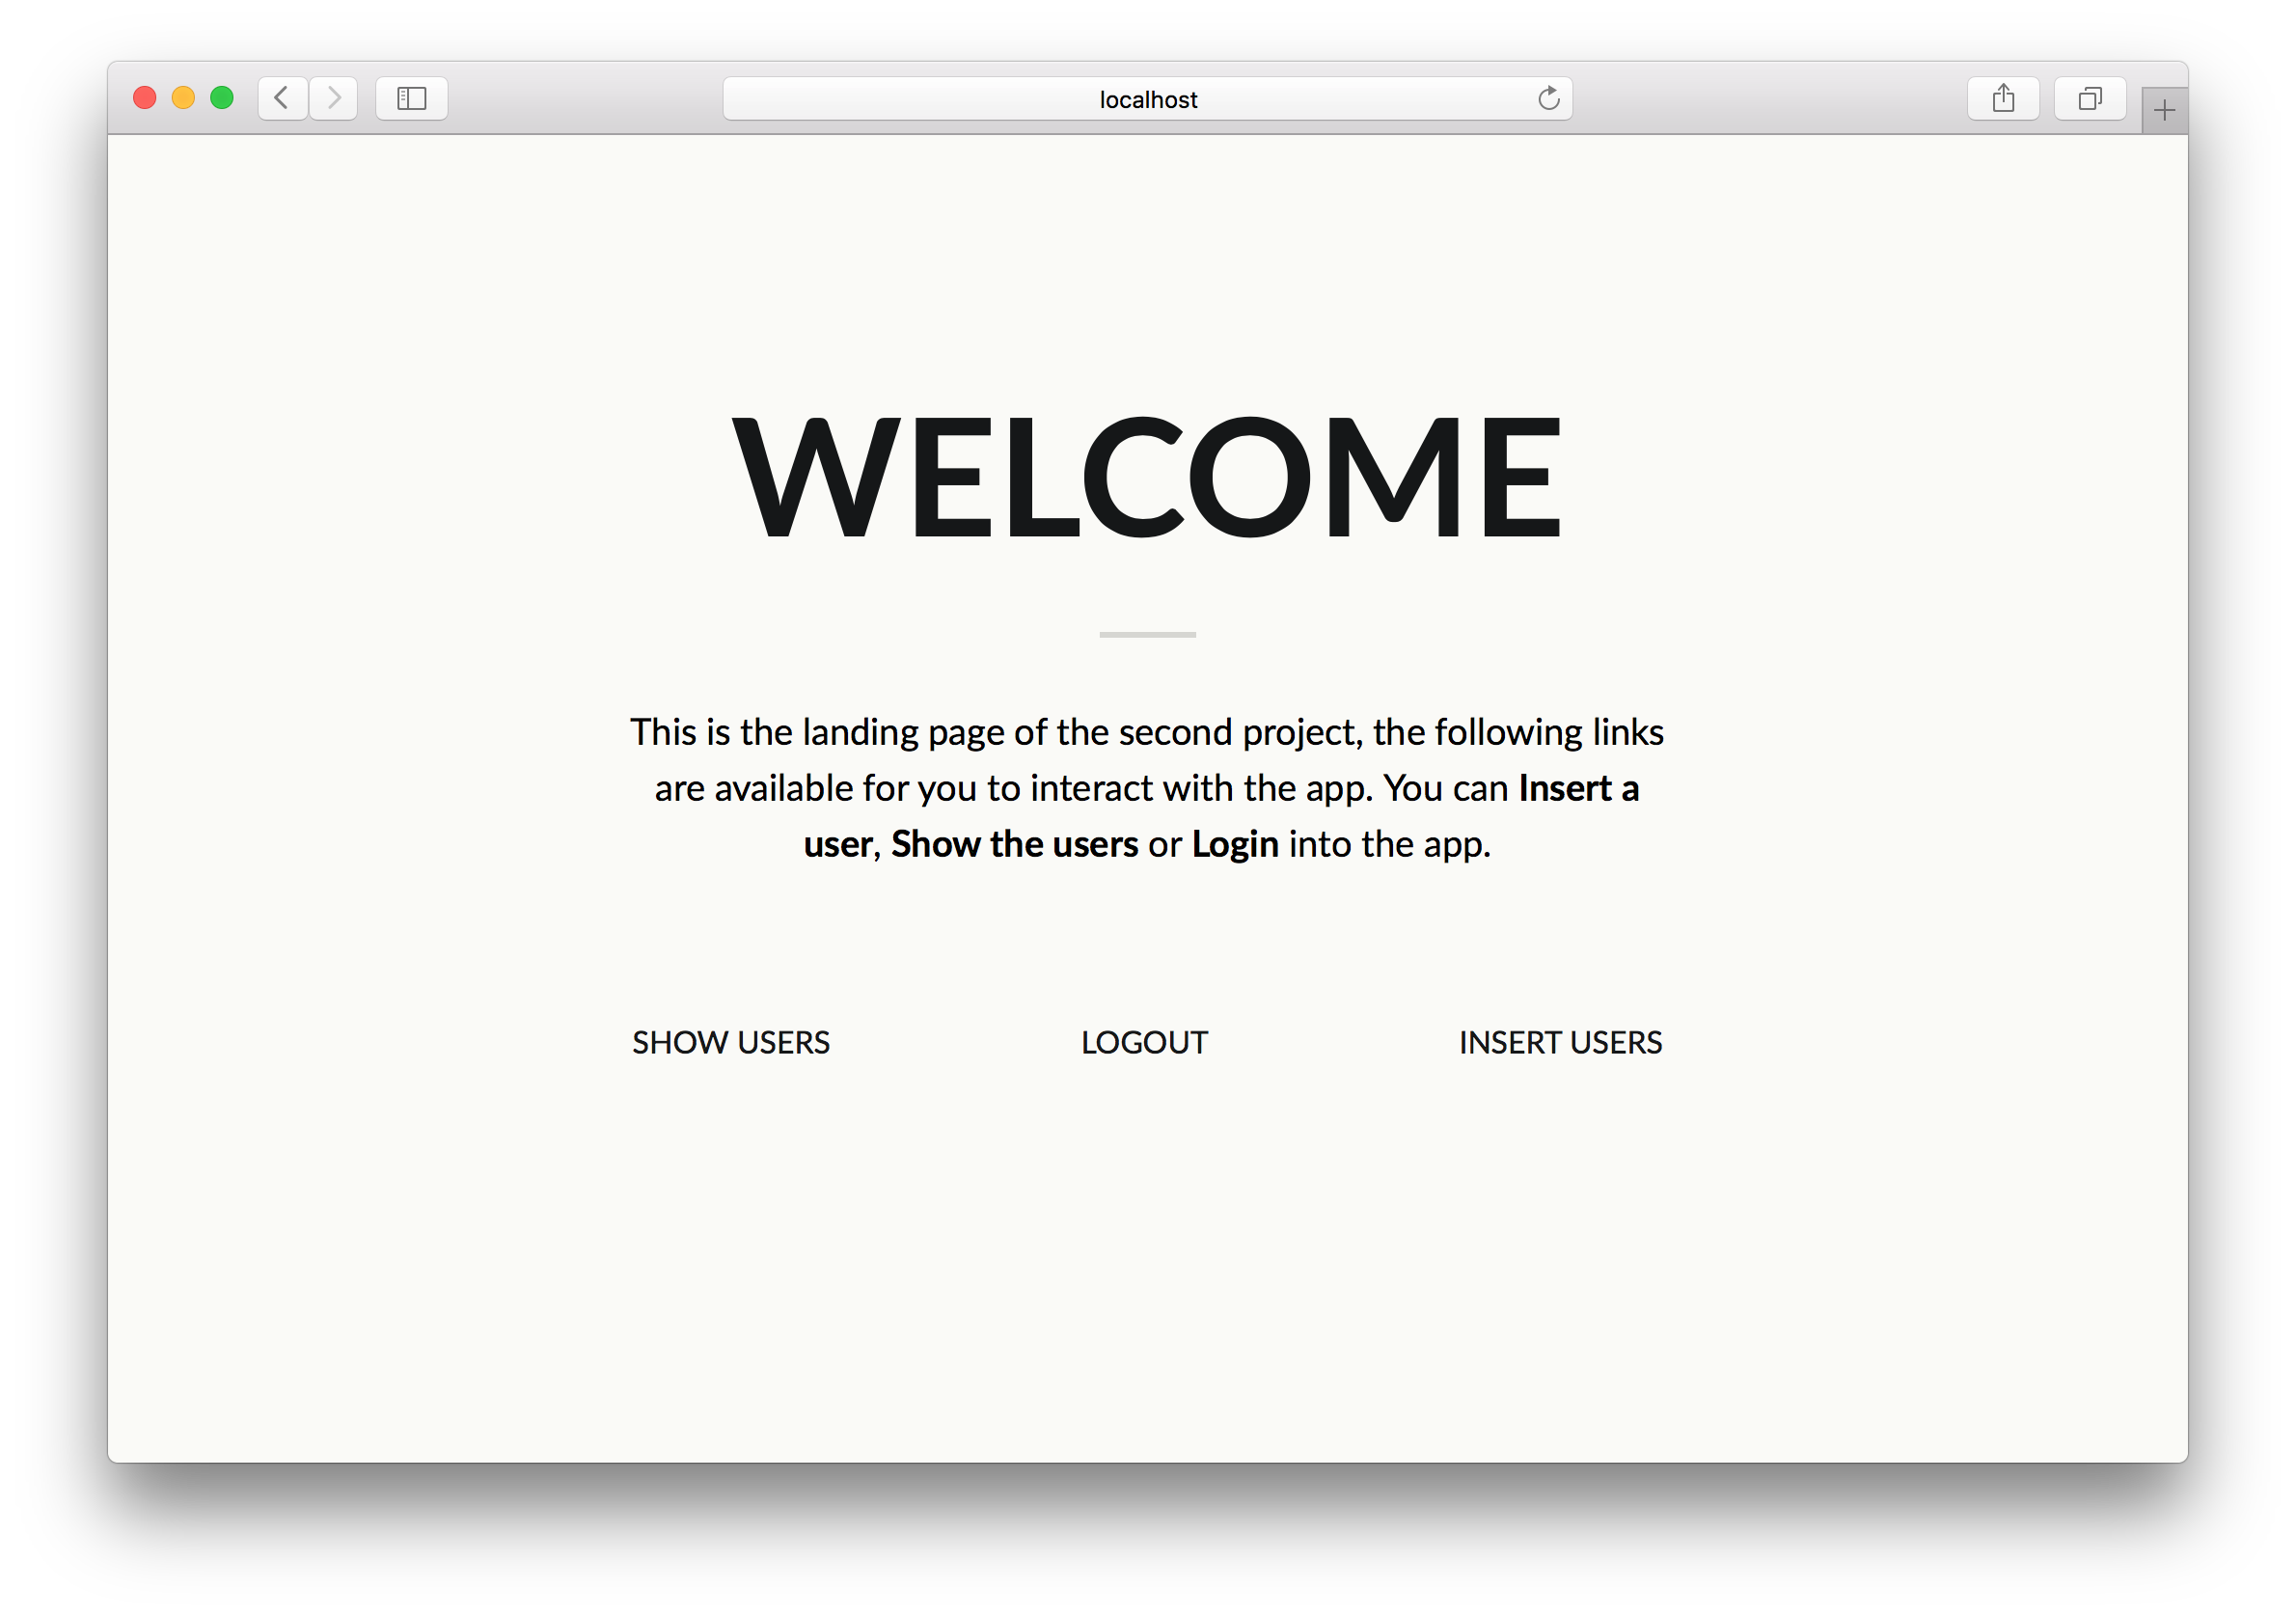 localhost
WELCOME
This is the landing page of the second project, the following links
are available for you to interact with the app. You can Insert a
user, Show the users or Login into the app.
SHOW USERS LOGOUT INSERT USERS